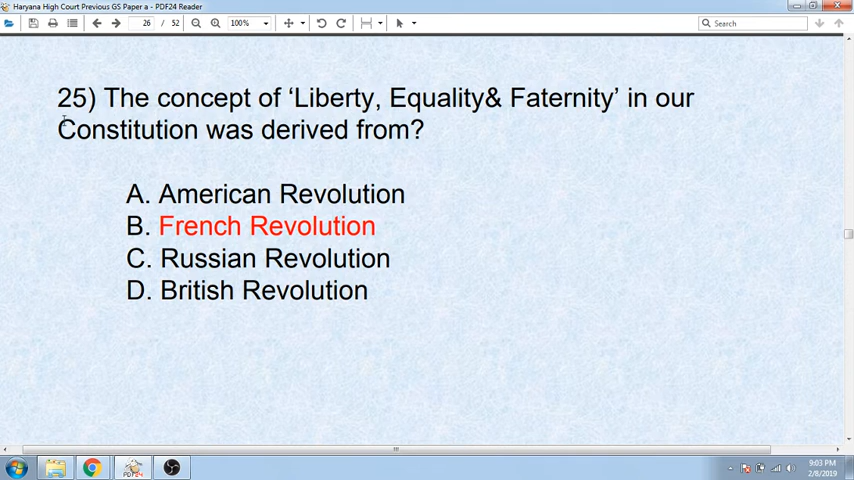 Haryana High Court Previous GS Paper a - PDF24 Reader
26 / 52 100% Search
25) The concept of ‘Liberty, Equality& Faternity’ in our
Constitution was derived from?
A. American Revolution
B. French Revolution
C. Russian Revolution
D. British Revolution
PDF24
9:03 PM
2/8/2019